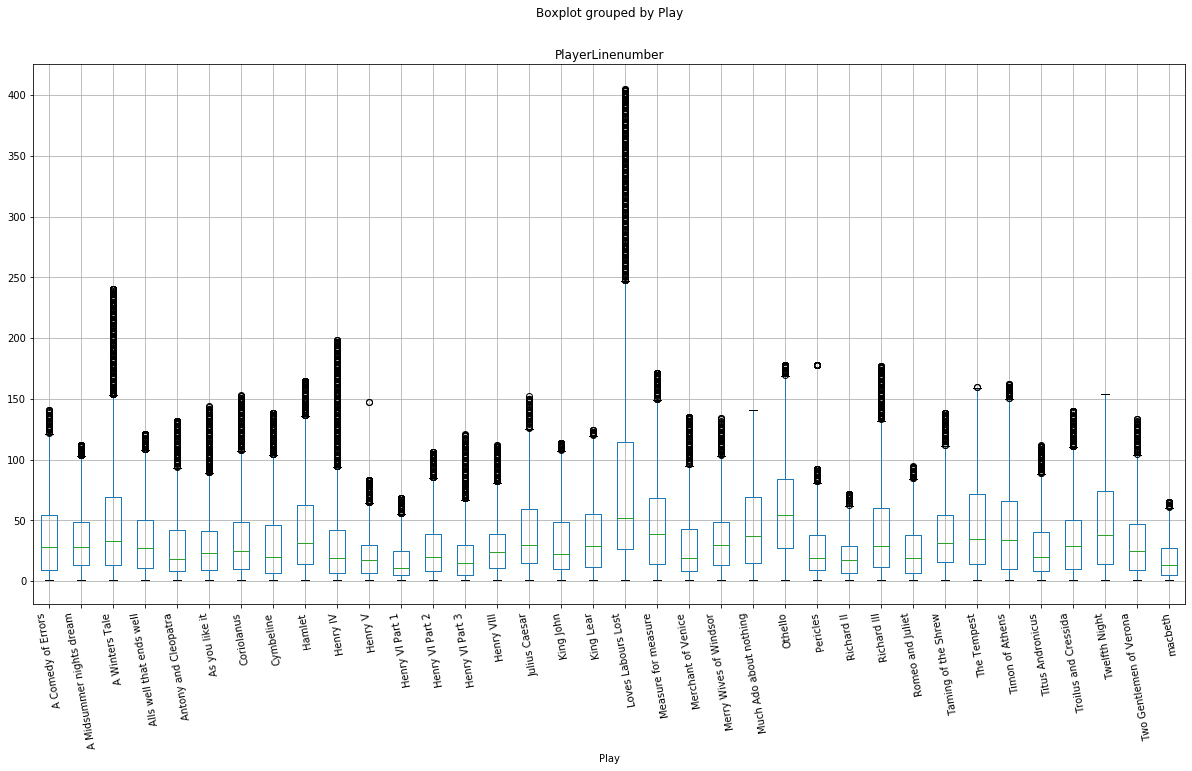 Boxplot grouped by Play
PlayerLinenumber
400
350
300
250
200
150
100
50
0
A Comedy of Errors
A Midsummer nights dream
A Winters Tale
Alls well that ends well
Antony and Cleopatra
As you like it
Coriolanus
Cymbeline
Hamlet
Henry IV
Henry V
Henry VI Part 1
Henry VI Part 2
Henry VI Part 3
Henry VIII
Julius Caesar
King John
King Lear
Loves Labours Lost
Measure for measure
Merchant of Venice
Merry Wives of Windsor
Much Ado about nothing
Othello
Pericles
Richard II
Richard III
Romeo and Juliet
Taming of the Shrew
The Tempest
Timon of Athens
Titus Andronicus
Troilus and Cressida
Twelfth Night
Two Gentlemen of Verona
macbeth
Play